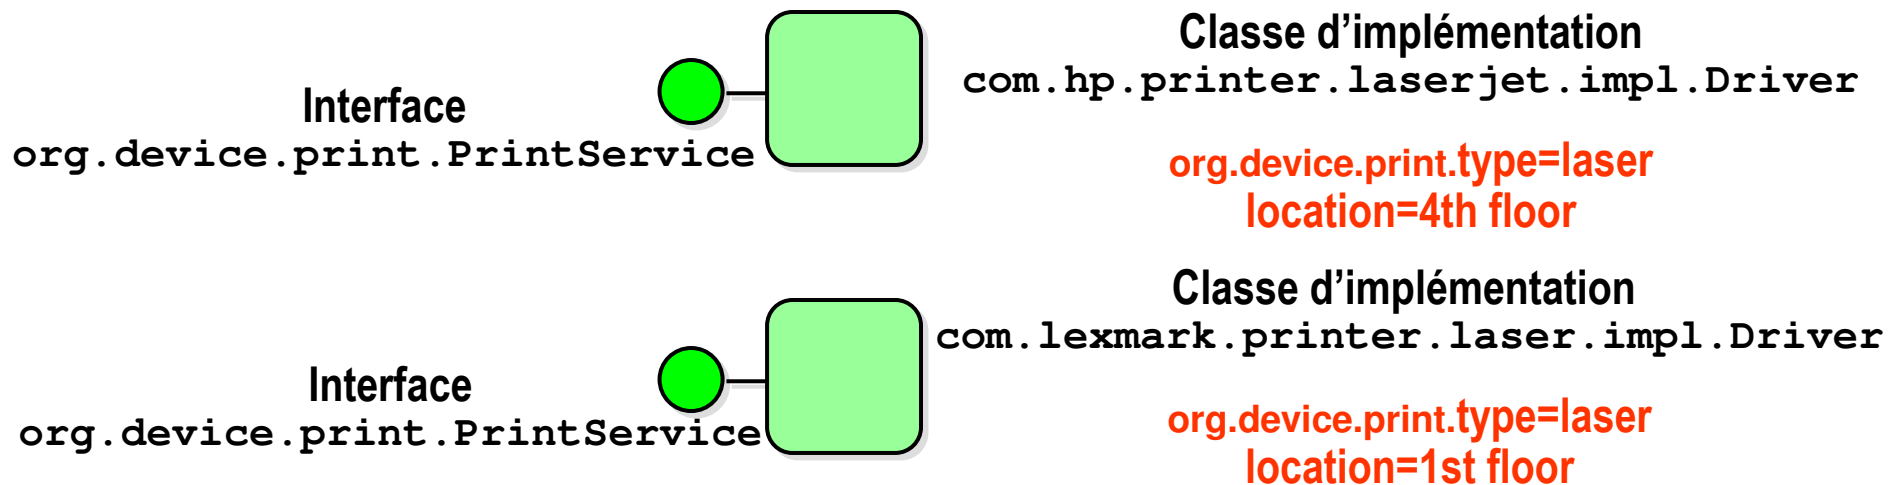 Interface
org.device.print.PrintService
Classe d’implémentation
com.hp.printer.laserjet.impl.Driver
org.device.print.type=laser
location=4th floor
Interface
org.device.print.PrintService
Classe d’implémentation
com.lexmark.printer.laser.impl.Driver
org.device.print.type=laser
location=1st floor